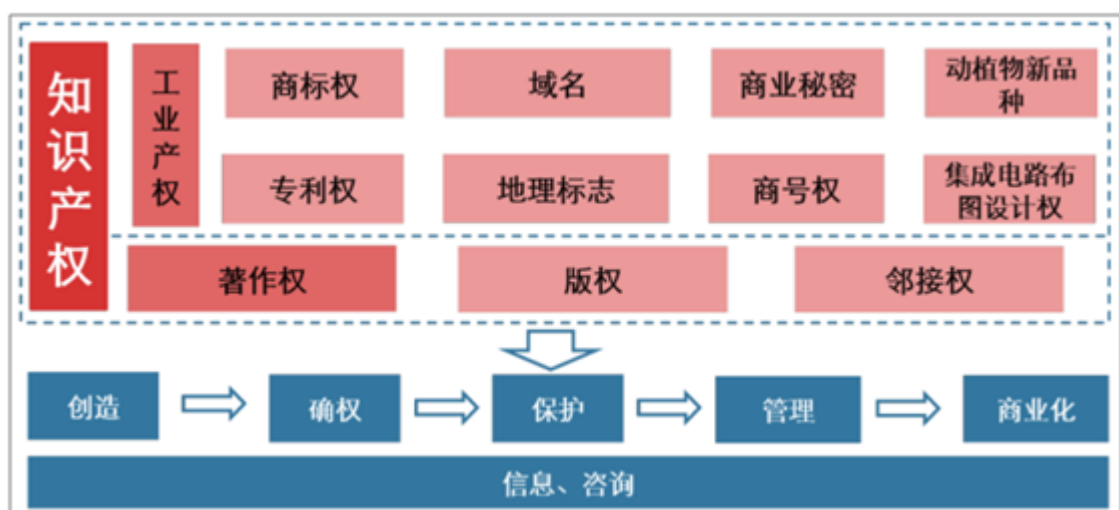 知识产权
工业产权
商标权
域名
商业秘密
动植物新品
种
专利权
地理标志
商号权
集成电路布
图设计权
著作权
版权
邻接权
创造
确权
保护
管理
商业化
信息、咨询